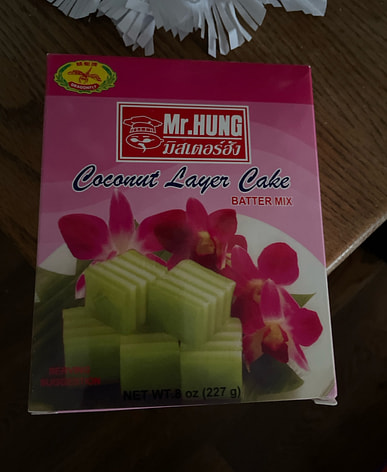 DRAGONFLY
Mr.HUNG
มิสเตอร์ฮัง
Coconut Layer Cake
BATTER MIX
NET WT.8 oz (227 g)